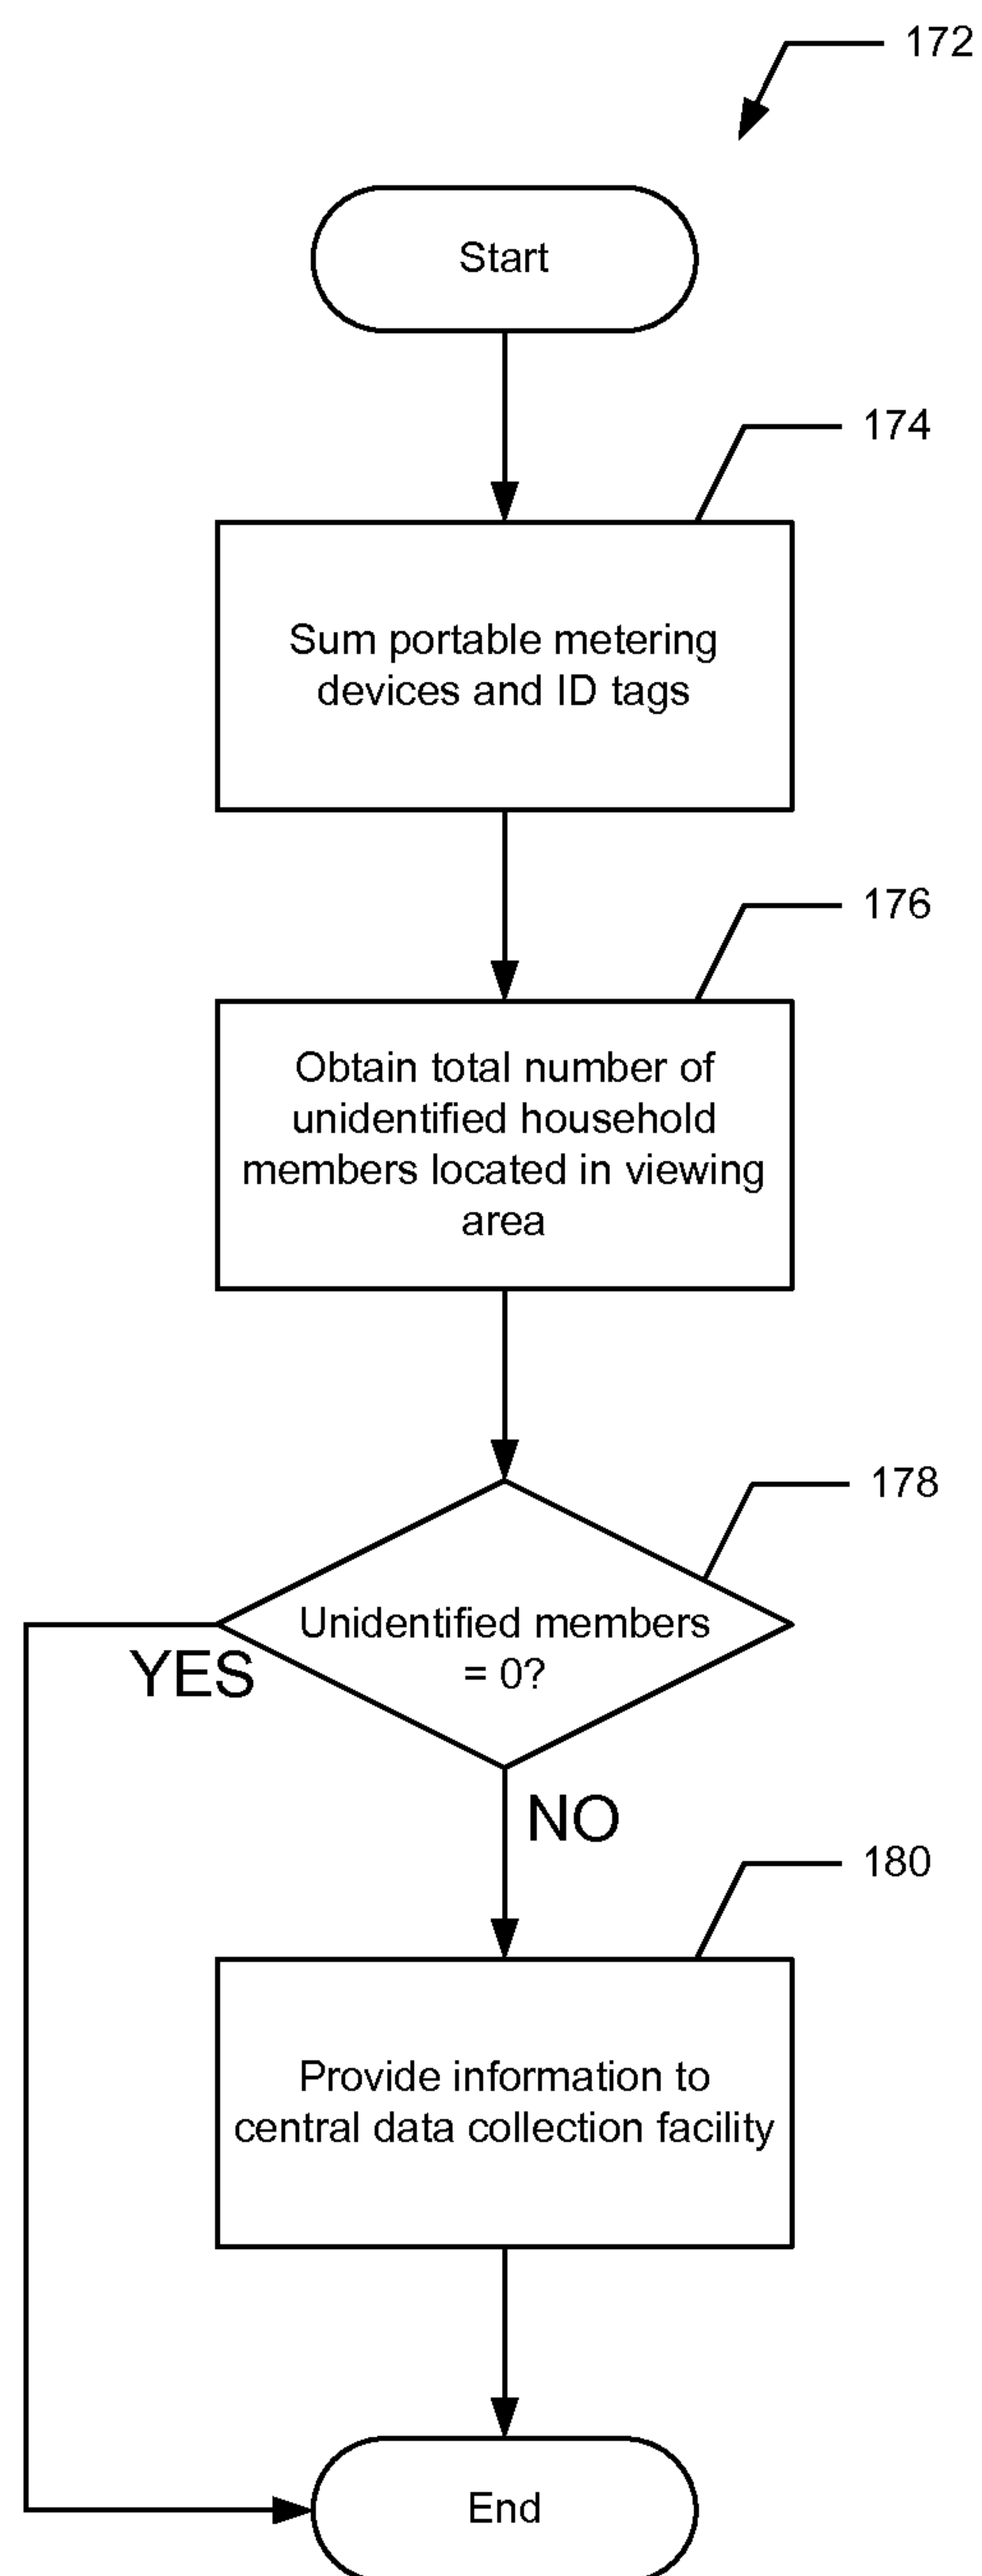 172
Start
174
Sum portable metering
devices and ID tags
176
Obtain total number of
unidentified household
members located in viewing
area
178
Unidentified members
= 0?
YES
NO
180
Provide information to
central data collection facility
End